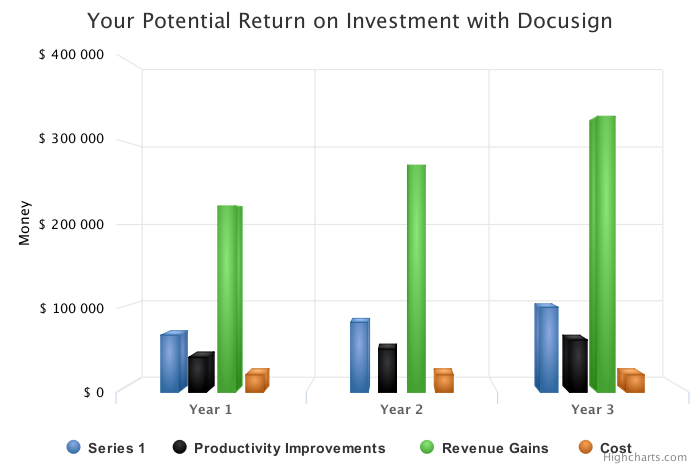 Your Potential Return on Investment with Docusign
$ 400 000
$ 300 000
$ 200 000
$ 100 000
$ 0
Money
Year 1 Year 2 Year 3
Series 1 Productivity Improvements Revenue Gains Cost
Highcharts.com